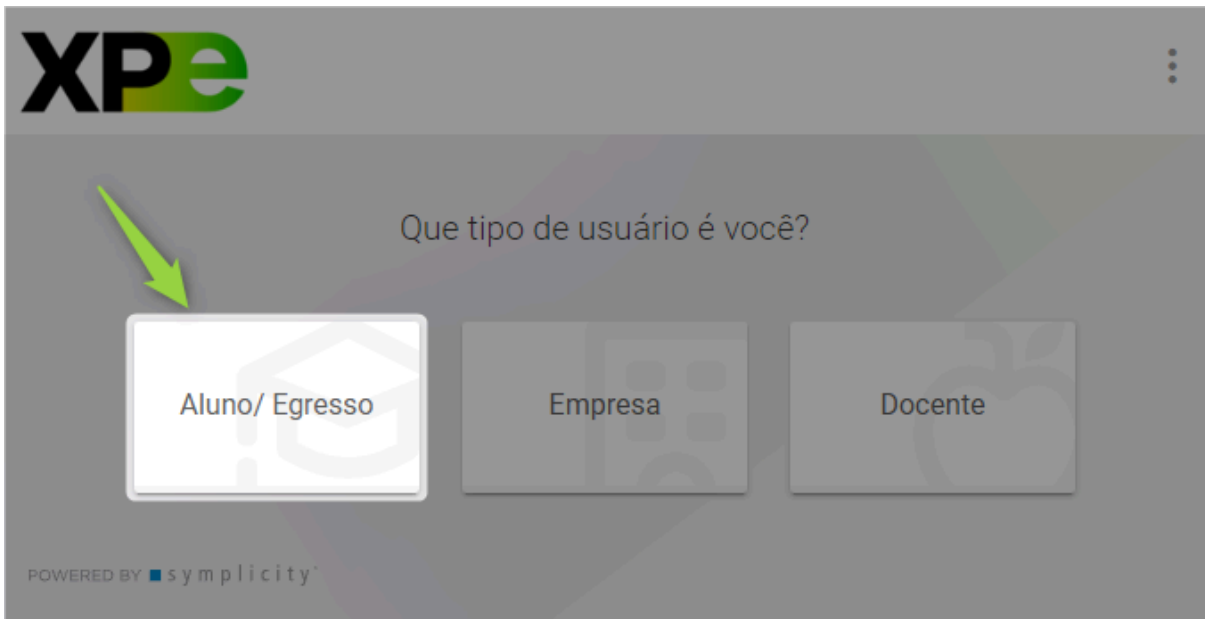 XPe
Que tipo de usuário é você?
Aluno/ Egresso
Empresa
Docente
POWERED BY symplicity